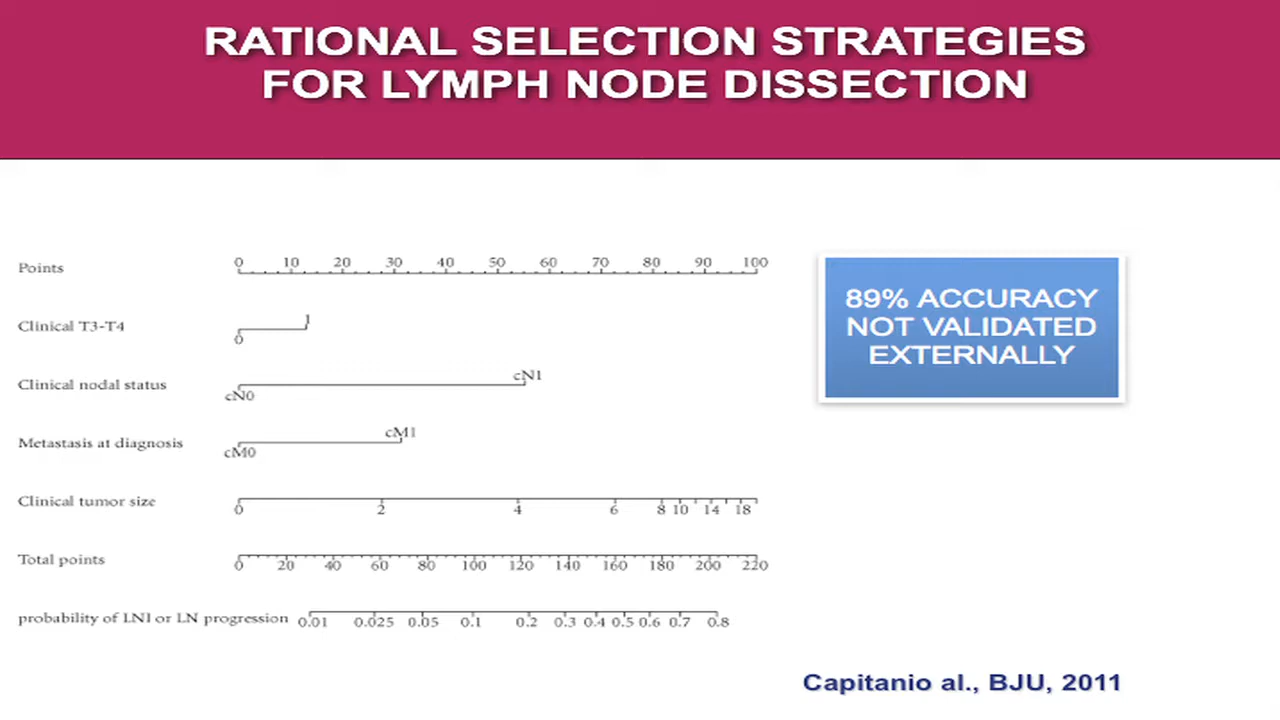 RATIONAL SELECTION STRATEGIES
FOR LYMPH NODE DISSECTION
Points
0 10 20 30 40 50 60 70 80 90 100
Clinical T3-T4
0 1
Clinical nodal status
cN0 cN1
Metastasis at diagnosis
cM0 cM1
Clinical tumor size
0 2 4 6 8 10 14 18
Total points
0 20 40 60 80 100 120 140 160 180 200 220
probability of LNI or LN progression
0.01 0.025 0.05 0.1 0.2 0.3 0.4 0.5 0.6 0.7 0.8
89% ACCURACY
NOT VALIDATED
EXTERNALLY
Capitanio al., BJU, 2011